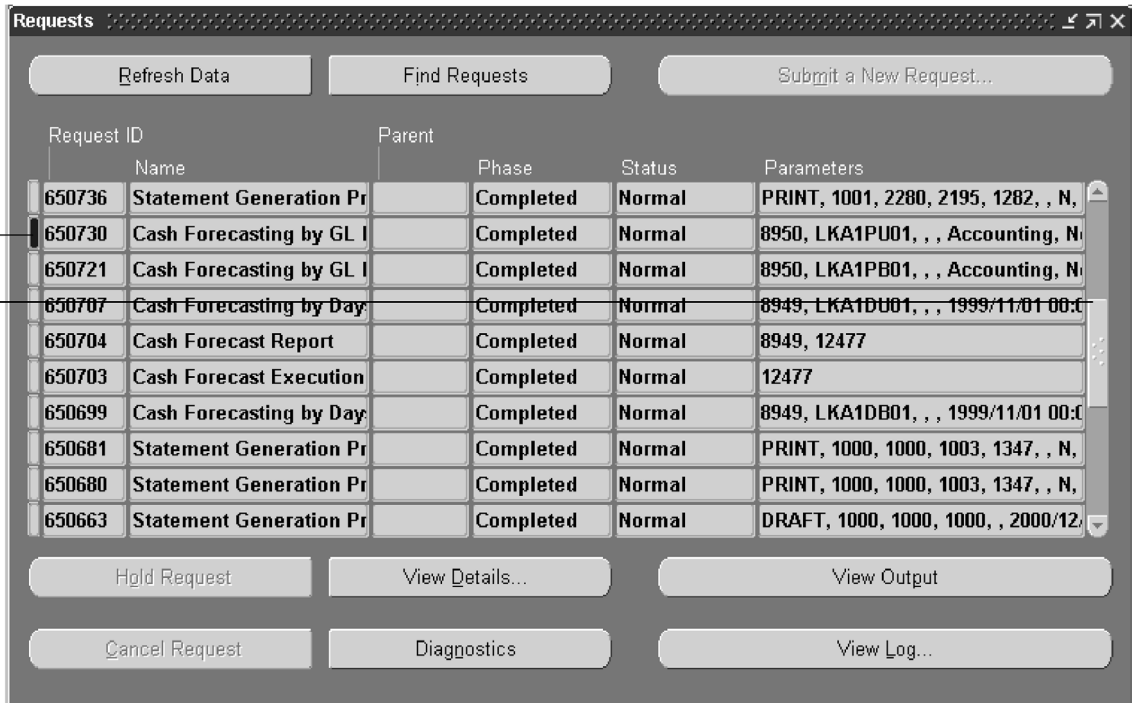 Requests
Refresh Data Find Requests Submit a New Request...
Request ID Parent
Name Phase Status Parameters
650736 Statement Generation Pr Completed Normal PRINT, 1001, 2280, 2195, 1282, , N,
650730 Cash Forecasting by GL Completed Normal 8950, LKA1PU01, , , Accounting, N
650721 Cash Forecasting by GL Completed Normal 8950, LKA1PB01, , , Accounting, N
650707 Cash Forecasting by Day Completed Normal 8949, LKA1DU01, , , 1999/11/01 00:0
650704 Cash Forecast Report Completed Normal 8949, 12477
650703 Cash Forecast Execution Completed Normal 12477
650699 Cash Forecasting by Day Completed Normal 8949, LKA1DB01, , , 1999/11/01 00:0
650681 Statement Generation Pr Completed Normal PRINT, 1000, 1000, 1003, 1347, , N,
650680 Statement Generation Pr Completed Normal PRINT, 1000, 1000, 1003, 1347, , N,
650663 Statement Generation Pr Completed Normal DRAFT, 1000, 1000, 1000, , 2000/12/
Hold Request View Details... View Output
Cancel Request Diagnostics View Log...